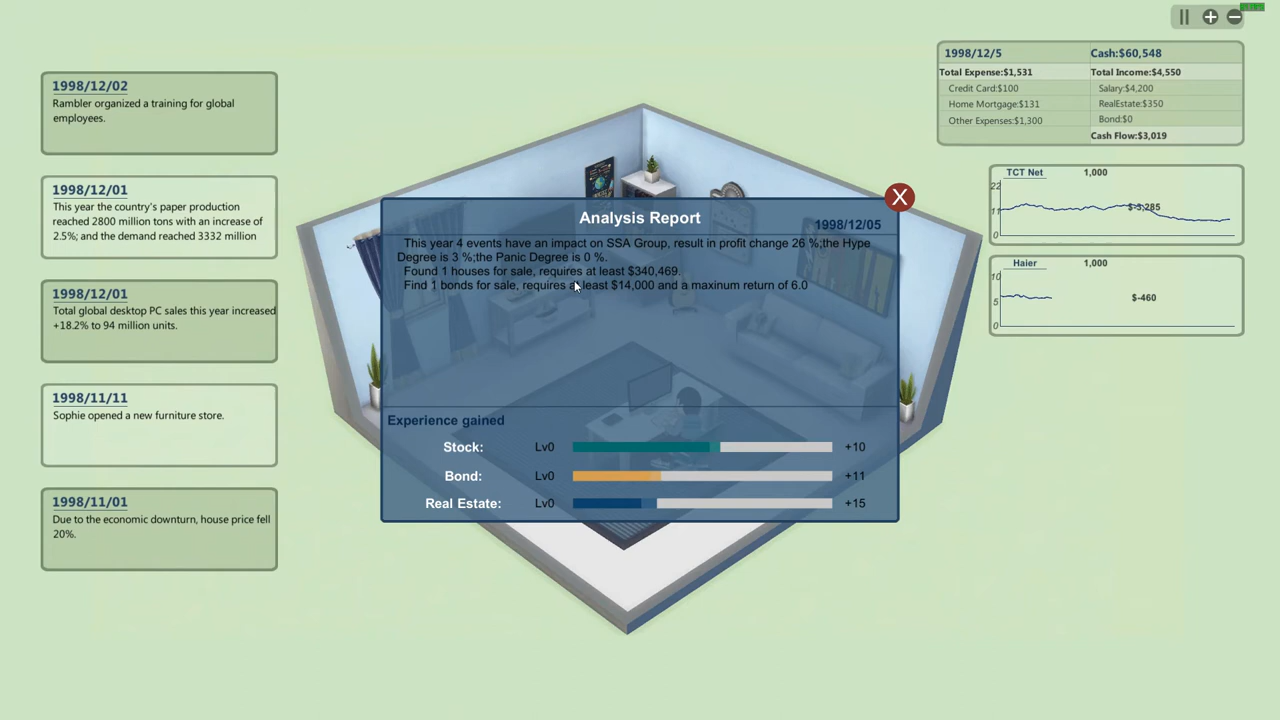 1998/12/02
Rambler organized a training for global
employees.
1998/12/01
This year the country's paper production
reached 2800 million tons with an increase of
2.5%; and the demand reached 3332 million
1998/12/01
Total global desktop PC sales this year increased
+18.2% to 94 million units.
1998/11/11
Sophie opened a new furniture store.
1998/11/01
Due to the economic downturn, house price fell
20%.
Analysis Report
1998/12/05
This year 4 events have an impact on SSA Group, result in profit change 26 %;the Hype
Degree is 3 %;the Panic Degree is 0 %.
Found 1 houses for sale, requires at least $340,469.
Find 1 bonds for sale, requires at least $14,000 and a maxinum return of 6.0
Experience gained
Stock: Lv0 +10
Bond: Lv0 +11
Real Estate: Lv0 +15
1998/12/5 Cash:$60,548
Total Expense:$1,531 Total Income:$4,550
Credit Card:$100 Salary:$4,200
Home Mortgage:$131 RealEstate:$350
Other Expenses:$1,300 Bond:$0
Cash Flow:$3,019
TCT Net 1,000
22
11
0
$-3,285
Haier 1,000
10
5
0
$-460
X